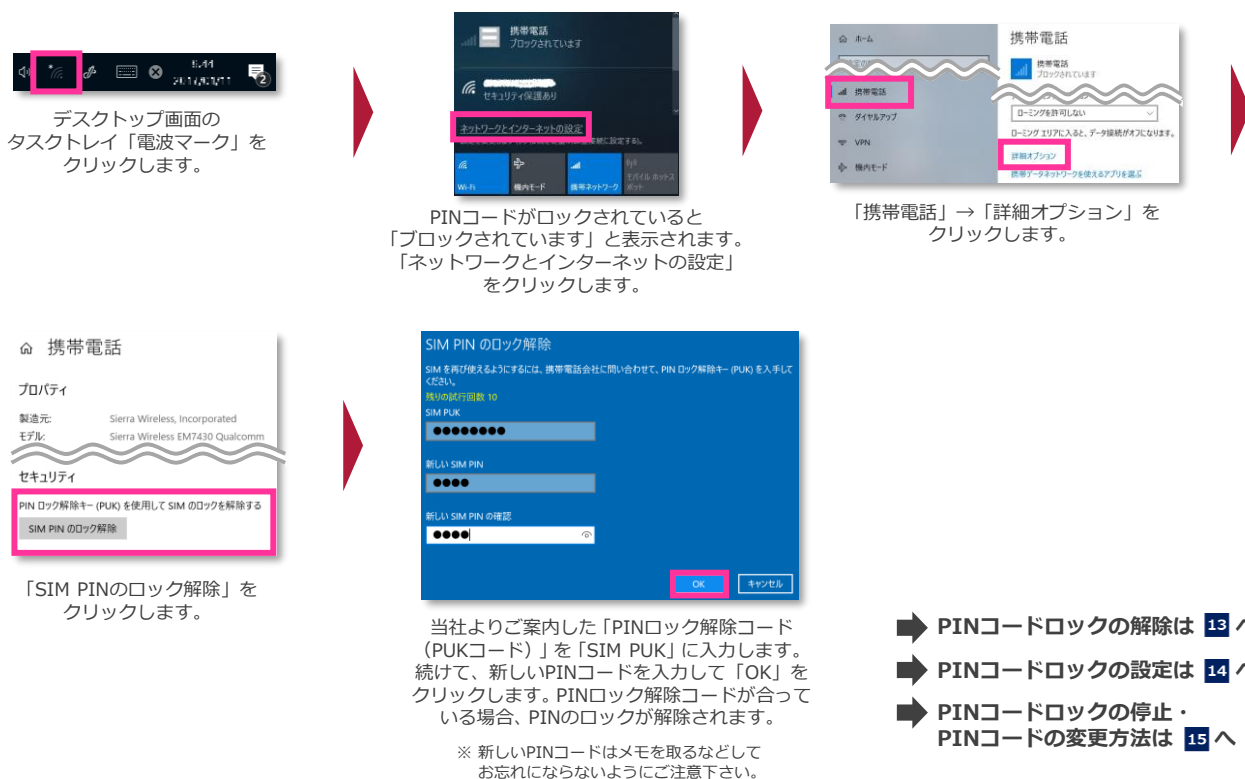 2
デスクトップ画面の
タスクトレイ「電波マーク」を
クリックします。
携帯電話
ブロックされています
セキュリティ保護あり
ネットワークとインターネットの設定
Wi-Fi
機内モード
携帯ネットワーク
モバイル ホットス
ポット
PINコードがロックされていると
「ブロックされています」と表示されます。
「ネットワークとインターネットの設定」
をクリックします。
ホーム
携帯電話
ダイヤルアップ
VPN
機内モード
携帯電話
携帯電話
ブロックされています
ローミングを許可しない
ローミング エリアに入ると、データ接続がオフになります。
詳細オプション
携帯データネットワークを使えるアプリを選ぶ
「携帯電話」→「詳細オプション」を
クリックします。
携帯電話
プロパティ
製造元: Sierra Wireless, Incorporated
モデル: Sierra Wireless EM7430 Qualcomm
セキュリティ
PIN ロック解除キー (PUK) を使用して SIM のロックを解除する
SIM PIN のロック解除
「SIM PINのロック解除」を
クリックします。
SIM PIN のロック解除
SIM を再び使えるようにするには、携帯電話会社に問い合わせて、PIN ロック解除キー (PUK) を入手して
ください。
残りの試行回数 10
SIM PUK
●●●●●●●●
新しい SIM PIN
●●●●
新しい SIM PIN の確認
●●●●
OK
キャンセル
当社よりご案内した「PINロック解除コード
（PUKコード）」を「SIM PUK」に入力します。
続けて、新しいPINコードを入力して「OK」を
クリックします。PINロック解除コードが合って
いる場合、PINのロックが解除されます。
※ 新しいPINコードはメモを取るなどして
お忘れにならないようにご注意下さい。
PINコードロックの解除は 13 へ
PINコードロックの設定は 14 へ
PINコードロックの停止・
PINコードの変更方法は 15 へ